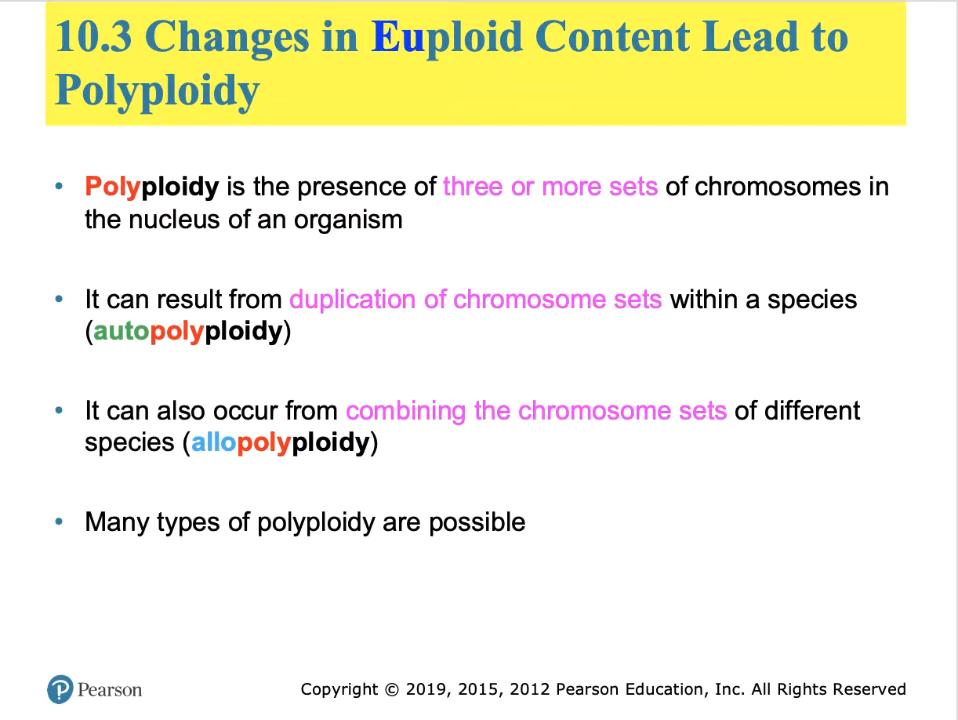 10.3 Changes in Euploid Content Lead to
Polyploidy
• Polyploidy is the presence of three or more sets of chromosomes in
the nucleus of an organism
• It can result from duplication of chromosome sets within a species
(autopolyploidy)
• It can also occur from combining the chromosome sets of different
species (allopolyploidy)
• Many types of polyploidy are possible
P Pearson
Copyright © 2019, 2015, 2012 Pearson Education, Inc. All Rights Reserved